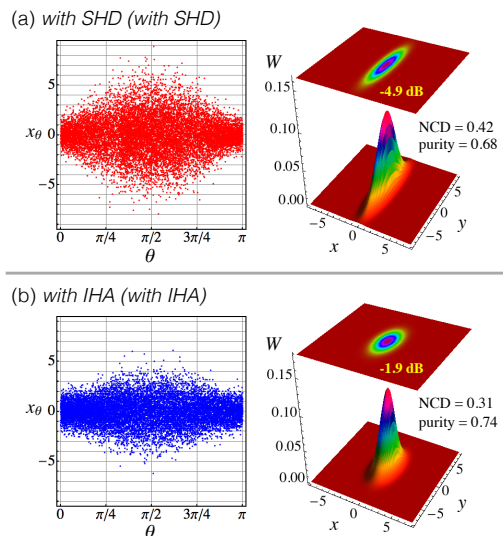 (a) with SHD (with SHD)
5
0
−5
xθ
0
π/4
π/2
3π/4
π
θ
W
0.15
0.10
0.05
0.00
-4.9 dB
NCD = 0.42
purity = 0.68
−5
0
5
x
−5
0
5
y
(b) with IHA (with IHA)
5
0
−5
xθ
0
π/4
π/2
3π/4
π
θ
W
0.15
0.10
0.05
0.00
-1.9 dB
NCD = 0.31
purity = 0.74
−5
0
5
x
−5
0
5
y